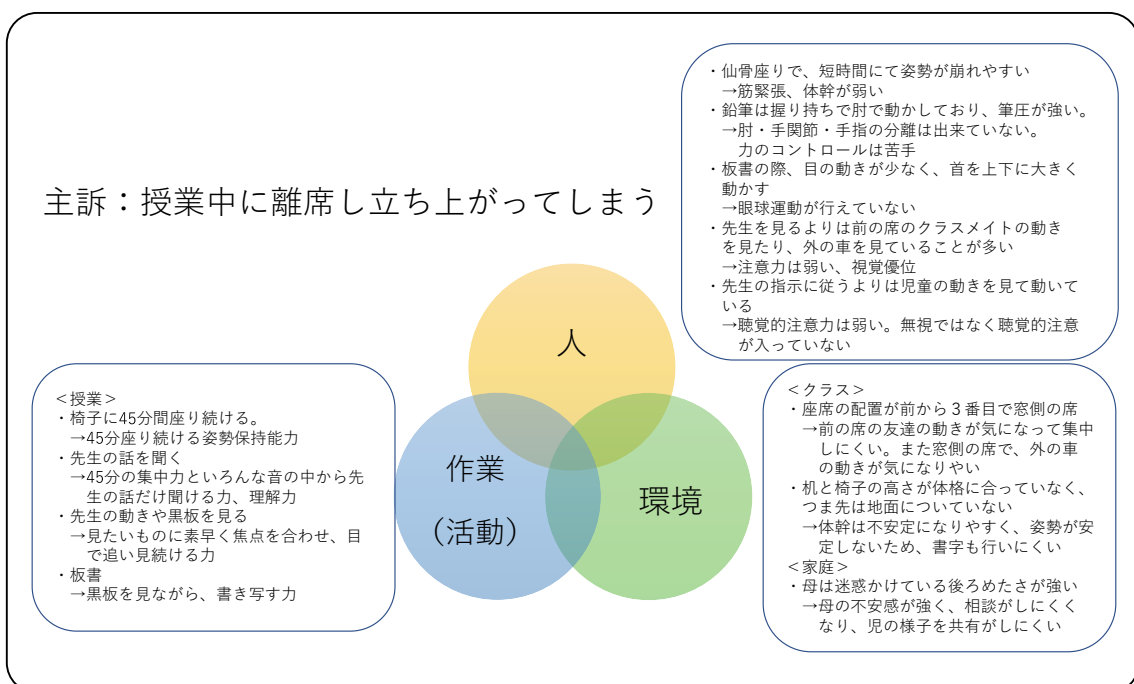 主訴：授業中に離席し立ち上がってしまう
・仙骨座りで、短時間にて姿勢が崩れやすい
→筋緊張、体幹が弱い
・鉛筆は握り持ちで肘で動かしており、筆圧が強い。
→肘・手関節・手指の分離は出来ていない。
力のコントロールは苦手
・板書の際、目の動きが少なく、首を上下に大きく
動かす
→眼球運動が行えていない
・先生を見るよりは前の席のクラスメイトの動き
を見たり、外の車を見ていることが多い
→注意力は弱い、視覚優位
・先生の指示に従うよりは児童の動きを見て動いて
いる
→聴覚的注意力は弱い。無視ではなく聴覚的注意
が入っていない
人
作業
（活動）
環境
＜授業＞
・椅子に45分間座り続ける。
→45分座り続ける姿勢保持能力
・先生の話を聞く
→45分の集中力といろんな音の中から先
生の話だけ聞ける力、理解力
・先生の動きや黒板を見る
→見たいものに素早く焦点を合わせ、目
で追い見続ける力
・板書
→黒板を見ながら、書き写す力
＜クラス＞
・座席の配置が前から３番目で窓側の席
→前の席の友達の動きが気になって集中
しにくい。また窓側の席で、外の車
の動きが気になりやい
・机と椅子の高さが体格に合っていなく、
つま先は地面についていない
→体幹は不安定になりやすく、姿勢が安
定しないため、書字も行いにくい
＜家庭＞
・母は迷惑かけている後ろめたさが強い
→母の不安感が強く、相談がしにくく
なり、児の様子を共有がしにくい